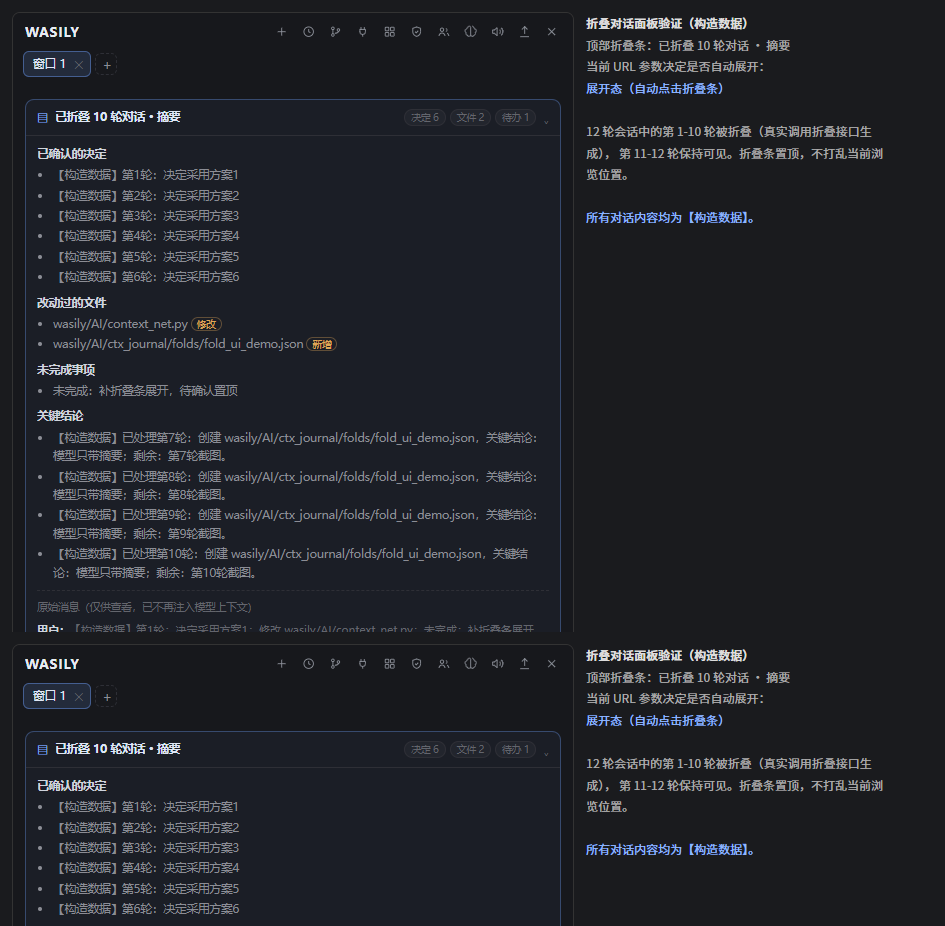 WASILY
窗口 1
已折叠 10 轮对话 • 摘要
决定 6
文件 2
待办 1
已确认的决定
【构造数据】第1轮：决定采用方案1
【构造数据】第2轮：决定采用方案2
【构造数据】第3轮：决定采用方案3
【构造数据】第4轮：决定采用方案4
【构造数据】第5轮：决定采用方案5
【构造数据】第6轮：决定采用方案6
改动过的文件
wasily/AI/context_net.py 修改
wasily/AI/ctx_journal/folds/fold_ui_demo.json 新增
未完成事项
未完成：补折叠条展开，待确认置顶
关键结论
【构造数据】已处理第7轮：创建 wasily/AI/ctx_journal/folds/fold_ui_demo.json，关键结论：
模型只带摘要；剩余：第7轮截图。
【构造数据】已处理第8轮：创建 wasily/AI/ctx_journal/folds/fold_ui_demo.json，关键结论：
模型只带摘要；剩余：第8轮截图。
【构造数据】已处理第9轮：创建 wasily/AI/ctx_journal/folds/fold_ui_demo.json，关键结论：
模型只带摘要；剩余：第9轮截图。
【构造数据】已处理第10轮：创建 wasily/AI/ctx_journal/folds/fold_ui_demo.json，关键结
论：模型只带摘要；剩余：第10轮截图。
原始消息（仅供查看，已不再注入模型上下文）
用户：【构造数据】第1轮：决定采用方案1；修改 wasily/AI/context_net.py；未完成：补折叠条展开
折叠对话面板验证（构造数据）
顶部折叠条：已折叠 10 轮对话 • 摘要
当前 URL 参数决定是否自动展开：
展开态（自动点击折叠条）
12 轮会话中的第 1-10 轮被折叠（真实调用折叠接口生
成），第 11-12 轮保持可见。折叠条置顶，不打乱当前浏
览位置。
所有对话内容均为【构造数据】。
WASILY
窗口 1
已折叠 10 轮对话 • 摘要
决定 6
文件 2
待办 1
已确认的决定
【构造数据】第1轮：决定采用方案1
【构造数据】第2轮：决定采用方案2
【构造数据】第3轮：决定采用方案3
【构造数据】第4轮：决定采用方案4
【构造数据】第5轮：决定采用方案5
【构造数据】第6轮：决定采用方案6
折叠对话面板验证（构造数据）
顶部折叠条：已折叠 10 轮对话 • 摘要
当前 URL 参数决定是否自动展开：
展开态（自动点击折叠条）
12 轮会话中的第 1-10 轮被折叠（真实调用折叠接口生
成），第 11-12 轮保持可见。折叠条置顶，不打乱当前浏
览位置。
所有对话内容均为【构造数据】。